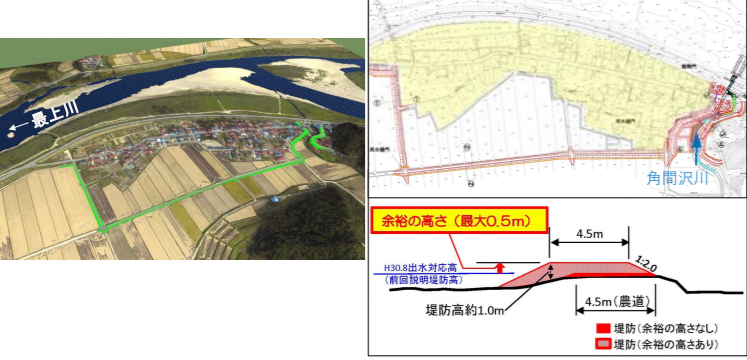 ←最上川
角間沢川
余裕の高さ（最大0.5m）
4.5m
1:2.0
H30.8出水対応高
（前回説明堤防高）
堤防高約1.0m
4.5m（農道）
堤防（余裕の高さなし）
堤防（余裕の高さあり）